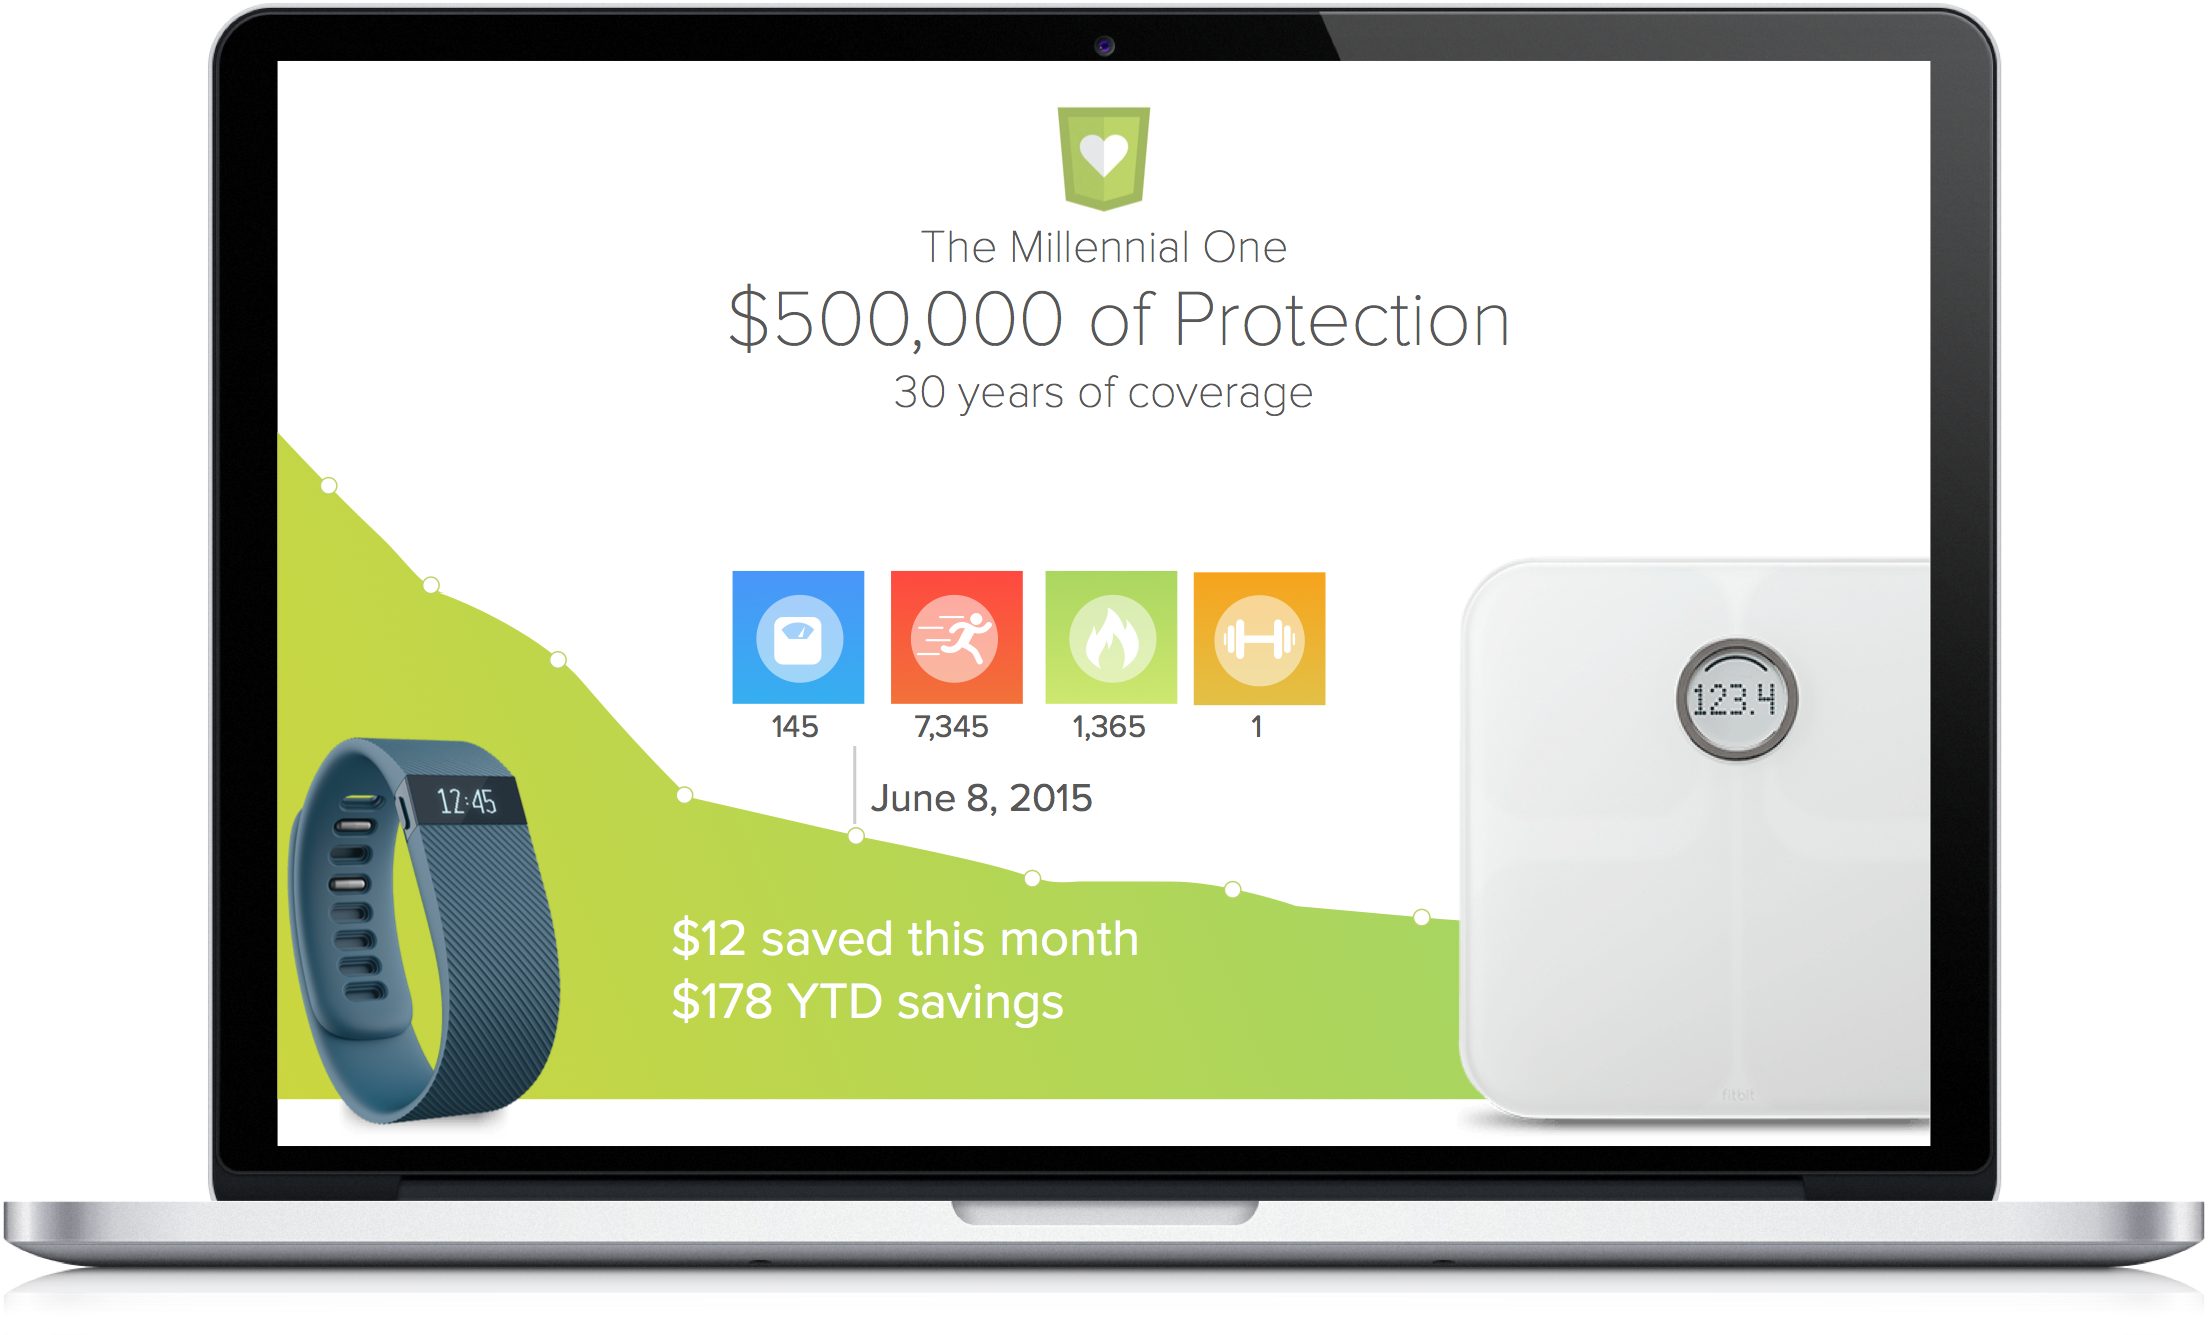 The Millennial One
$500,000 of Protection
30 years of coverage
145
7,345
1,365
1
June 8, 2015
12:45
123.4
$12 saved this month
$178 YTD savings
fitbit